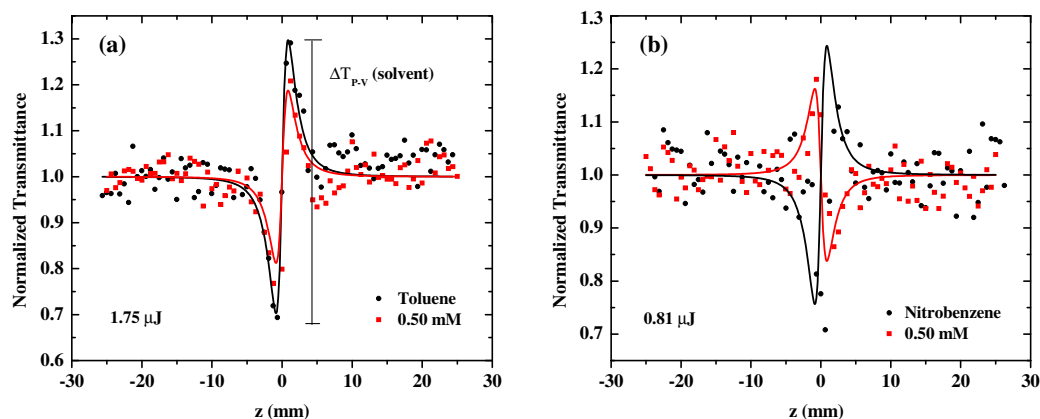 (a)
ΔT_P-V (solvent)
Toluene
0.50 mM
1.75 μJ
Normalized Transmittance
1.3
1.2
1.1
1.0
0.9
0.8
0.7
0.6
-30 -20 -10 0 10 20 30
z (mm)
(b)
Nitrobenzene
0.50 mM
0.81 μJ
Normalized Transmittance
1.3
1.2
1.1
1.0
0.9
0.8
0.7
-30 -20 -10 0 10 20 30
z (mm)